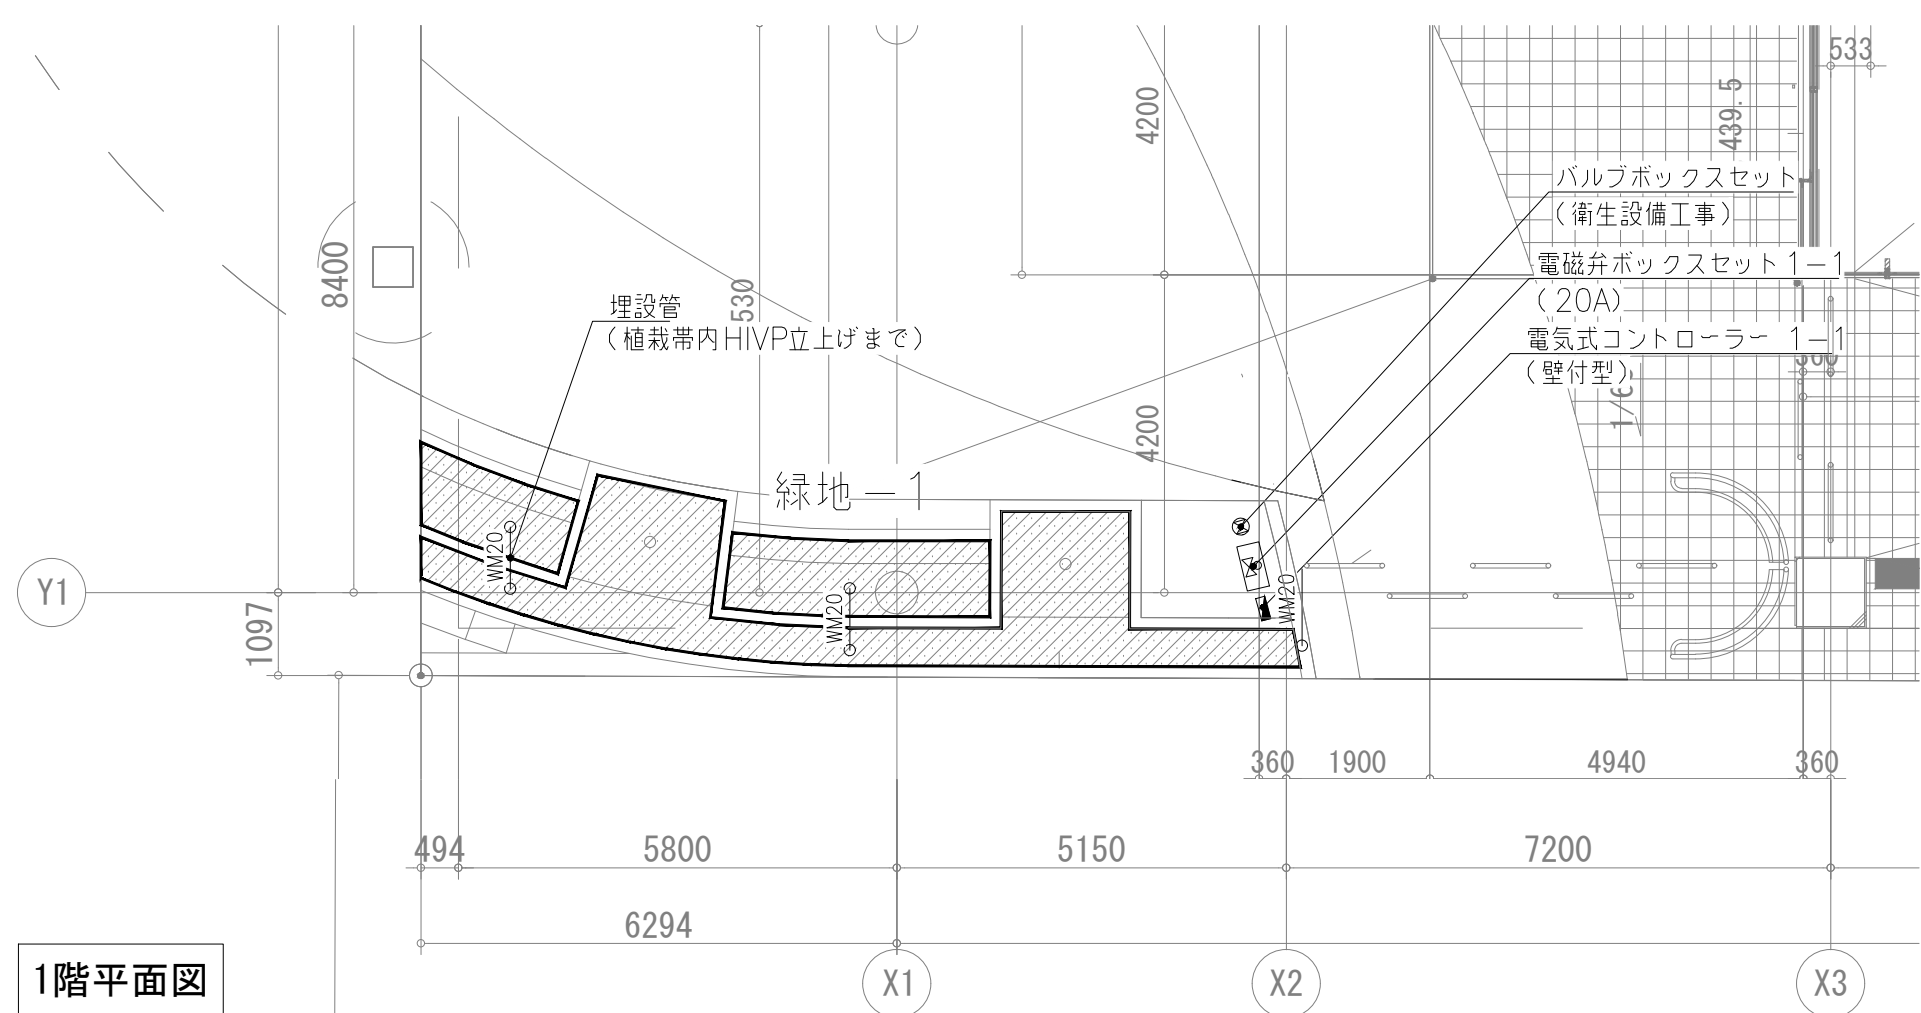 533
4200
439.5
バルブボックスセット
（衛生設備工事）
電磁弁ボックスセット１－１
（２０Ａ）
電気式コントローラー　１－１
（壁付型）
360
8400
530
埋設管
（植栽帯内ＨＩＶＰ立上げまで）
4200
緑地－１
WM20
WM20
WM20
Y1
1097
360
1900
4940
360
494
5800
5150
7200
6294
1階平面図
X1
X2
X3